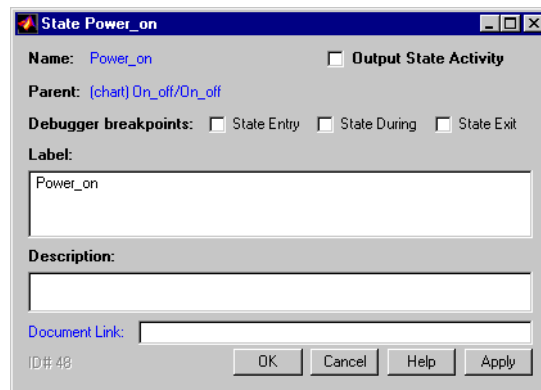 State Power_on
Name: Power_on Output State Activity
Parent: (chart) On_off/On_off
Debugger breakpoints: State Entry State During State Exit
Label:
Power_on
Description:
Document Link:
ID# 48 OK Cancel Help Apply